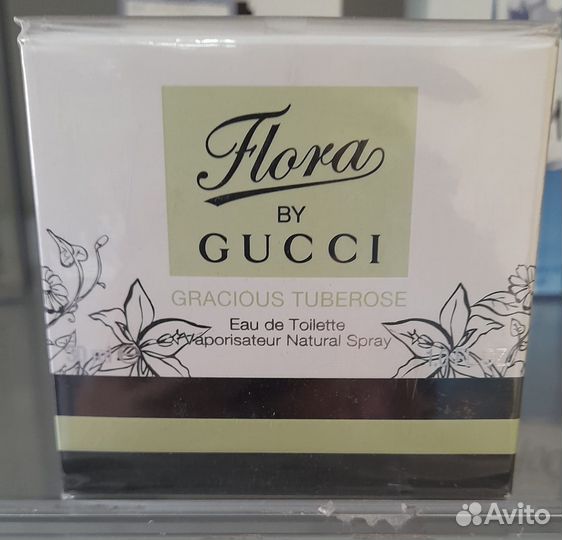 Flora
BY
GUCCI
GRACIOUS TUBEROSE
Eau de Toilette
Vaporisateur Natural Spray
Avito